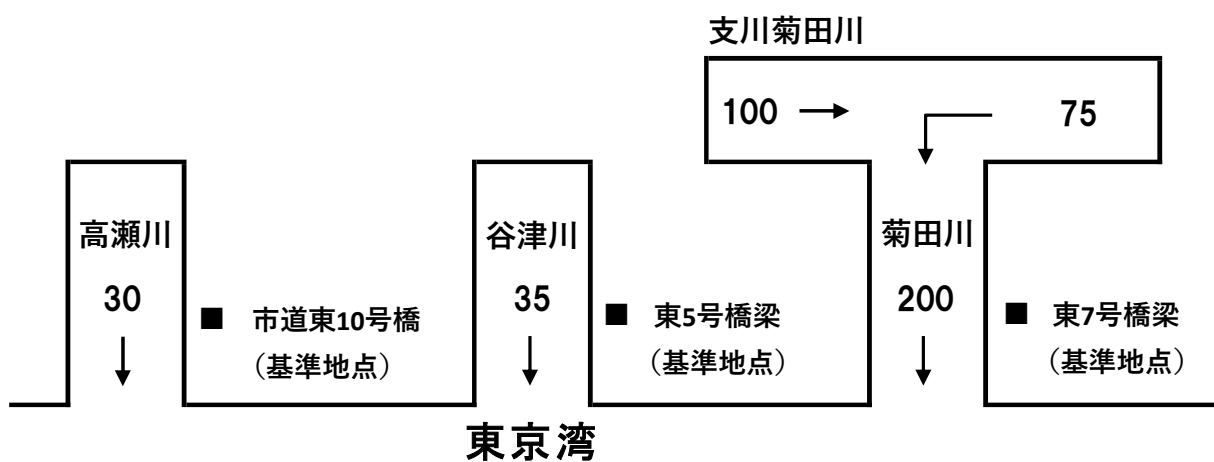 支川菊田川
100
75
高瀬川
谷津川
菊田川
30
35
200
■ 市道東10号橋
(基準地点)
■ 東5号橋梁
(基準地点)
■ 東7号橋梁
(基準地点)
東京湾